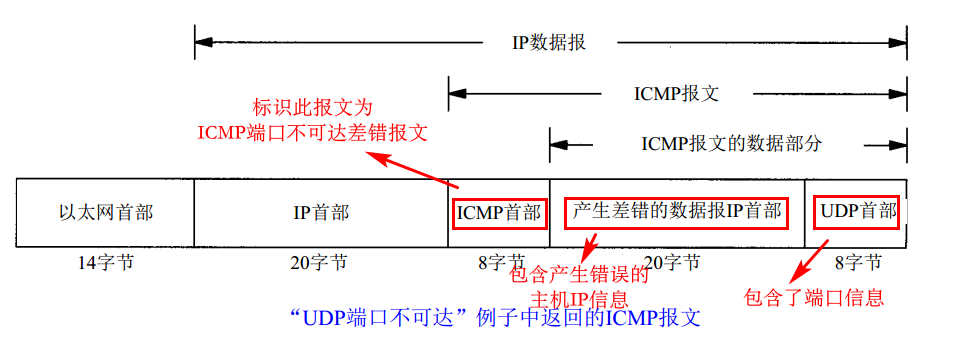 IP数据报
ICMP报文
标识此报文为
ICMP端口不可达差错报文
ICMP报文的数据部分
以太网首部
IP首部
ICMP首部
产生差错的数据报IP首部
UDP首部
14字节
20字节
8字节
20字节
8字节
包含产生错误的
主机IP信息
包含了端口信息
“UDP端口不可达”例子中返回的ICMP报文